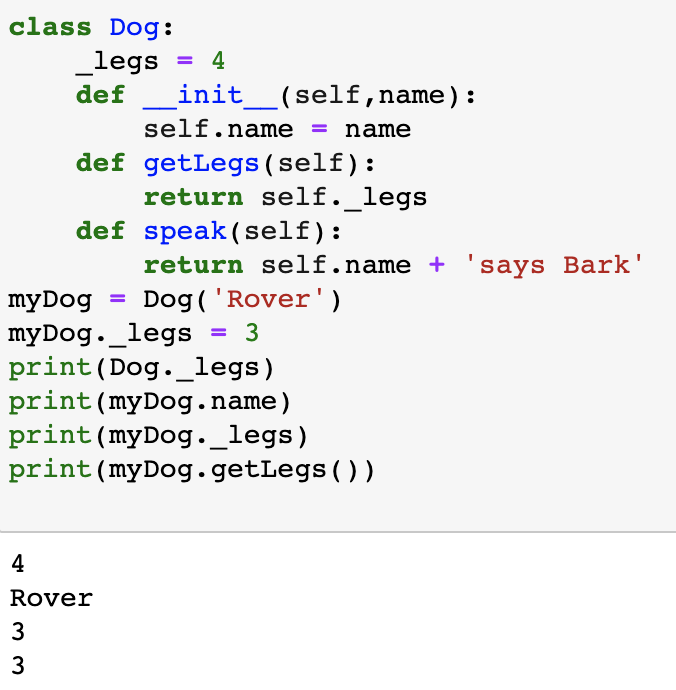 class Dog:
    _legs = 4
    def __init__(self,name):
        self.name = name
    def getLegs(self):
        return self._legs
    def speak(self):
        return self.name + 'says Bark'
myDog = Dog('Rover')
myDog._legs = 3
print(Dog._legs)
print(myDog.name)
print(myDog._legs)
print(myDog.getLegs())
4
Rover
3
3